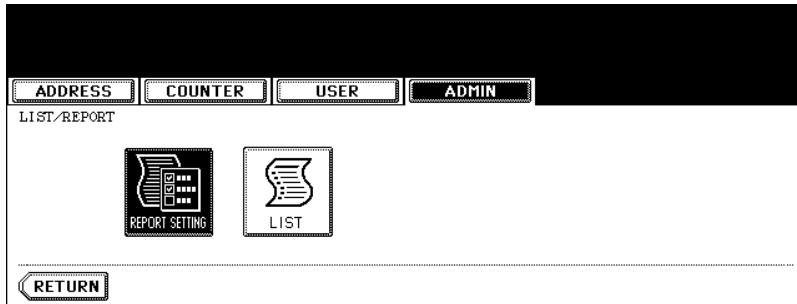 ADDRESS COUNTER USER ADMIN
LIST/REPORT
REPORT SETTING LIST
RETURN